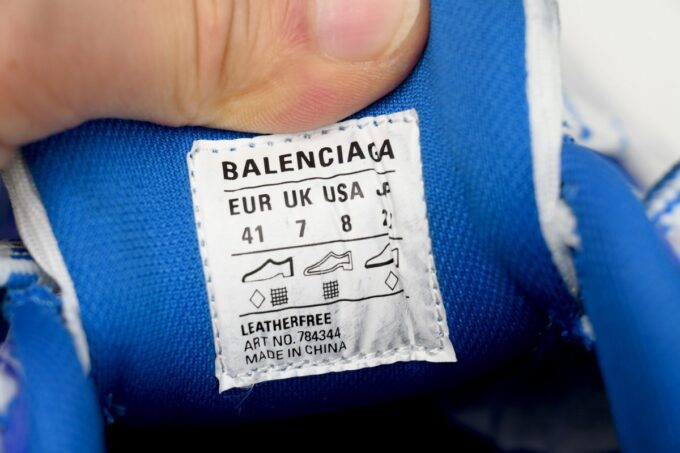 BALENCIAGA
EUR UK USA
41 7 8
LEATHERFREE
ART NO. 784344
MADE IN CHINA